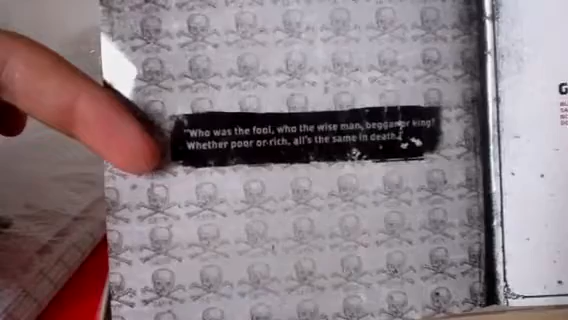 "Who was the fool, who the wise man, beggar or king?
Whether poor or rich, all's the same in death."
G